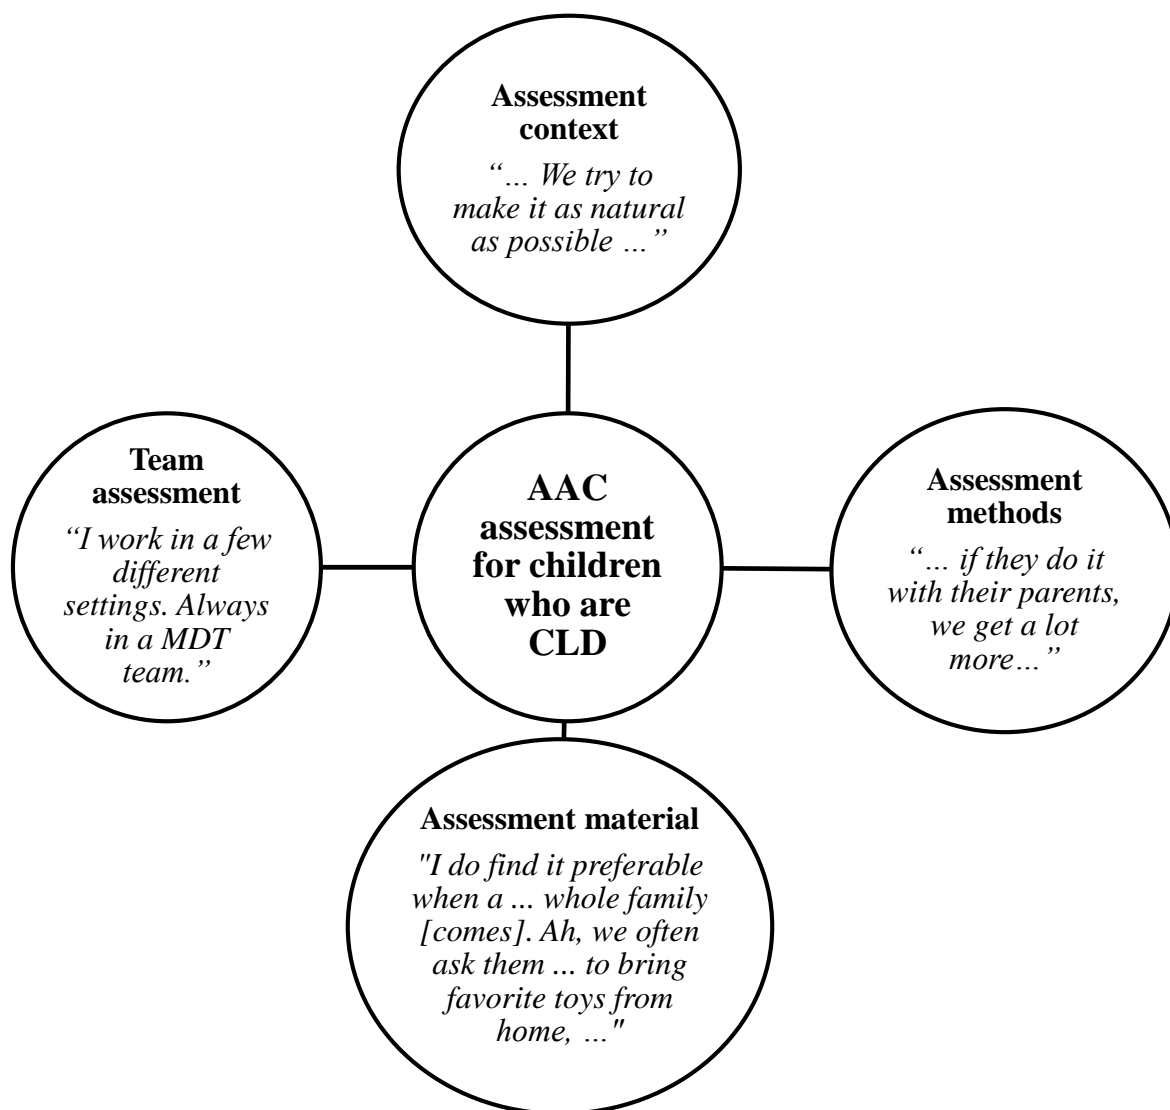 Assessment
context
“… We try to
make it as natural
as possible …”
Team
assessment
“I work in a few
different
settings. Always
in a MDT
team.”
AAC
assessment
for children
who are
CLD
Assessment
methods
“… if they do it
with their parents,
we get a lot
more…”
Assessment material
"I do find it preferable
when a ... whole family
[comes]. Ah, we often
ask them ... to bring
favorite toys from
home, …"